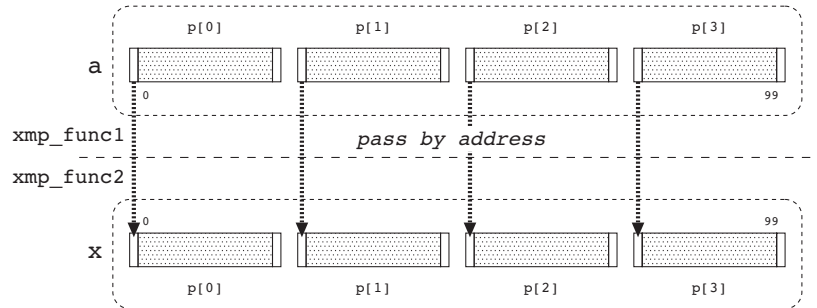 p[0] p[1] p[2] p[3]
a
0 99
xmp_func1 pass by address
xmp_func2
0 99
x
p[0] p[1] p[2] p[3]